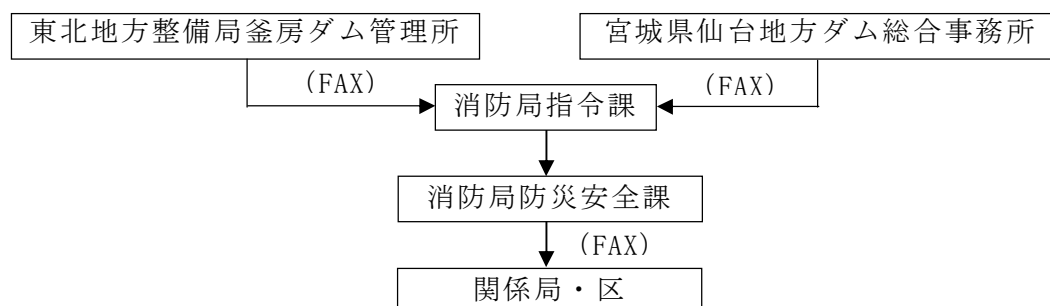 東北地方整備局釜房ダム管理所
宮城県仙台地方ダム総合事務所
(FAX)
(FAX)
消防局指令課
消防局防災安全課
(FAX)
関係局・区